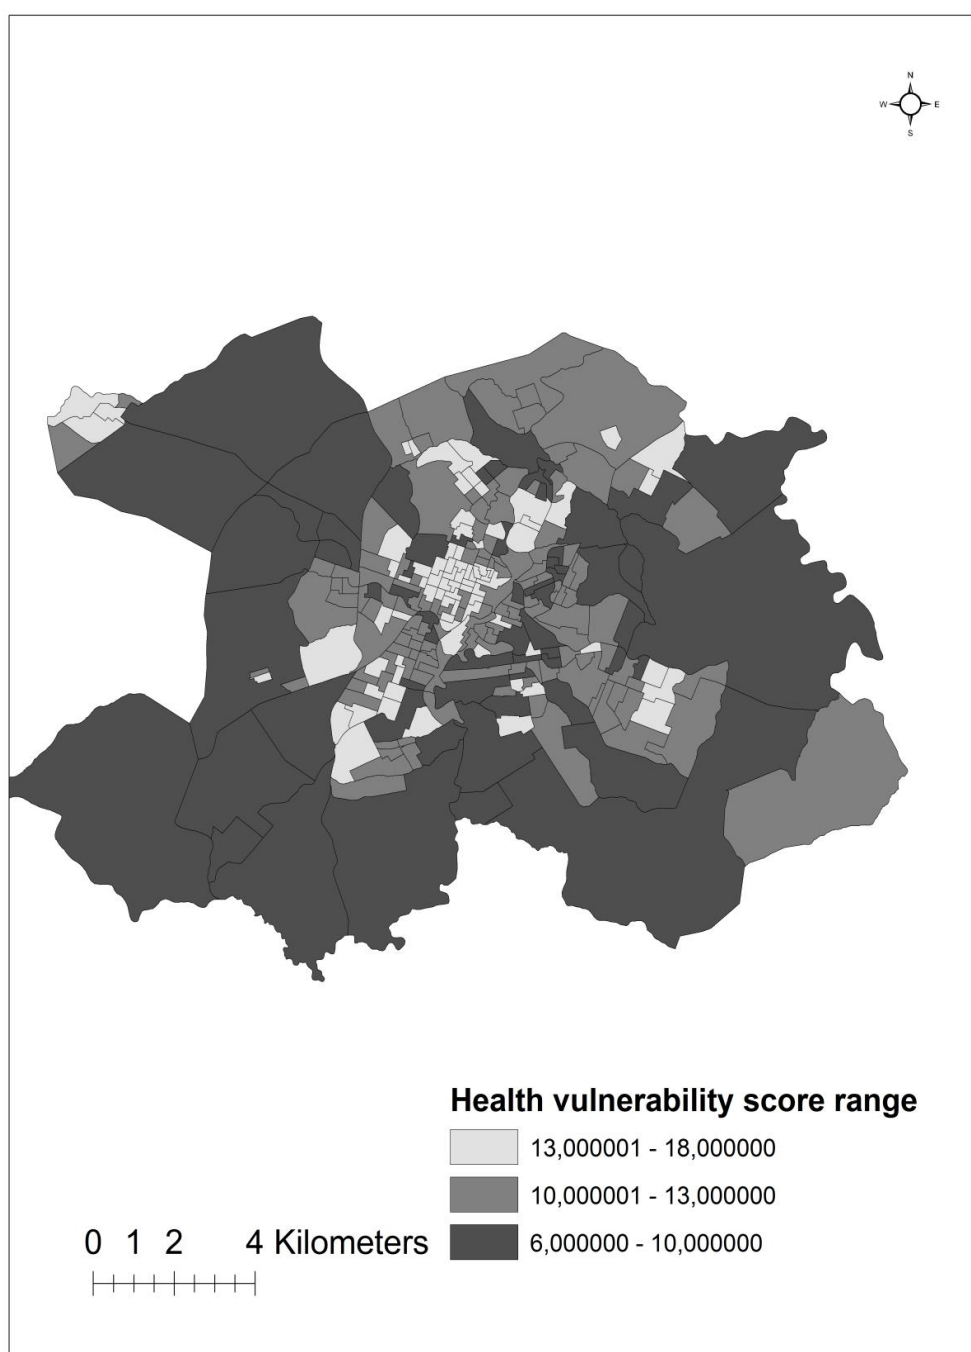 N
W E
S
Health vulnerability score range
13,000001 - 18,000000
10,000001 - 13,000000
6,000000 - 10,000000
0 1 2 4 Kilometers